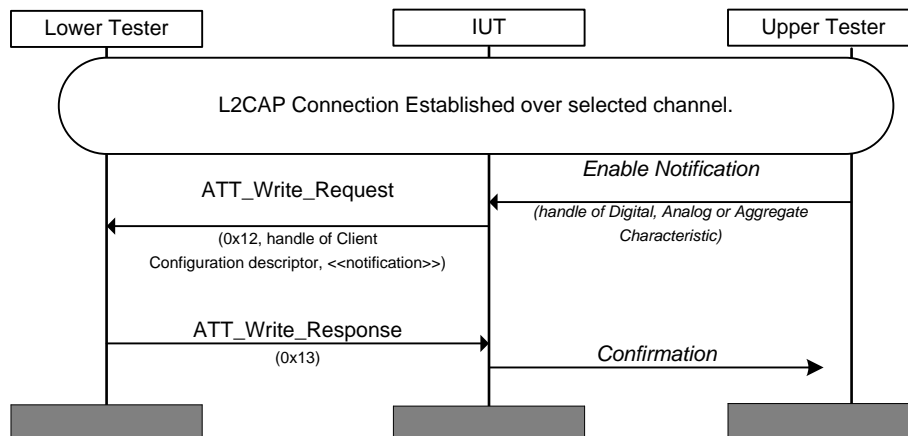 Lower Tester
IUT
Upper Tester
L2CAP Connection Established over selected channel.
Enable Notification
(handle of Digital, Analog or Aggregate
Characteristic)
ATT_Write_Request
(0x12, handle of Client
Configuration descriptor, <<notification>>)
ATT_Write_Response
(0x13)
Confirmation